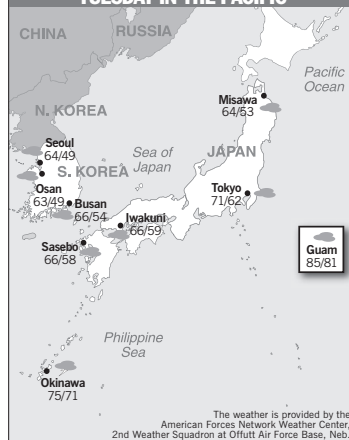 TUESDAY IN THE PACIFIC
CHINA
RUSSIA
Pacific
Ocean
N. KOREA
Misawa
64/53
Seoul
64/49
Sea of
Japan
JAPAN
S. KOREA
Osan
63/49
Busan
66/54
Tokyo
71/62
Iwakuni
66/59
Sasebo
66/58
Guam
85/81
Philippine
Sea
Okinawa
75/71
The weather is provided by the
American Forces Network Weather Center,
2nd Weather Squadron at Offutt Air Force Base, Neb.